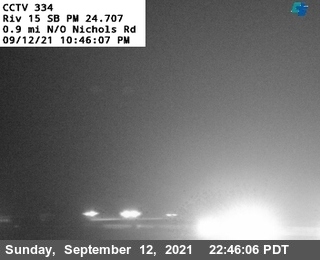 CCTV 334
Riv 15 SB PM 24.707
0.9 mi N/O Nichols Rd
09/12/21 10:46:07 PM
Sunday, September 12, 2021 22:46:06 PDT